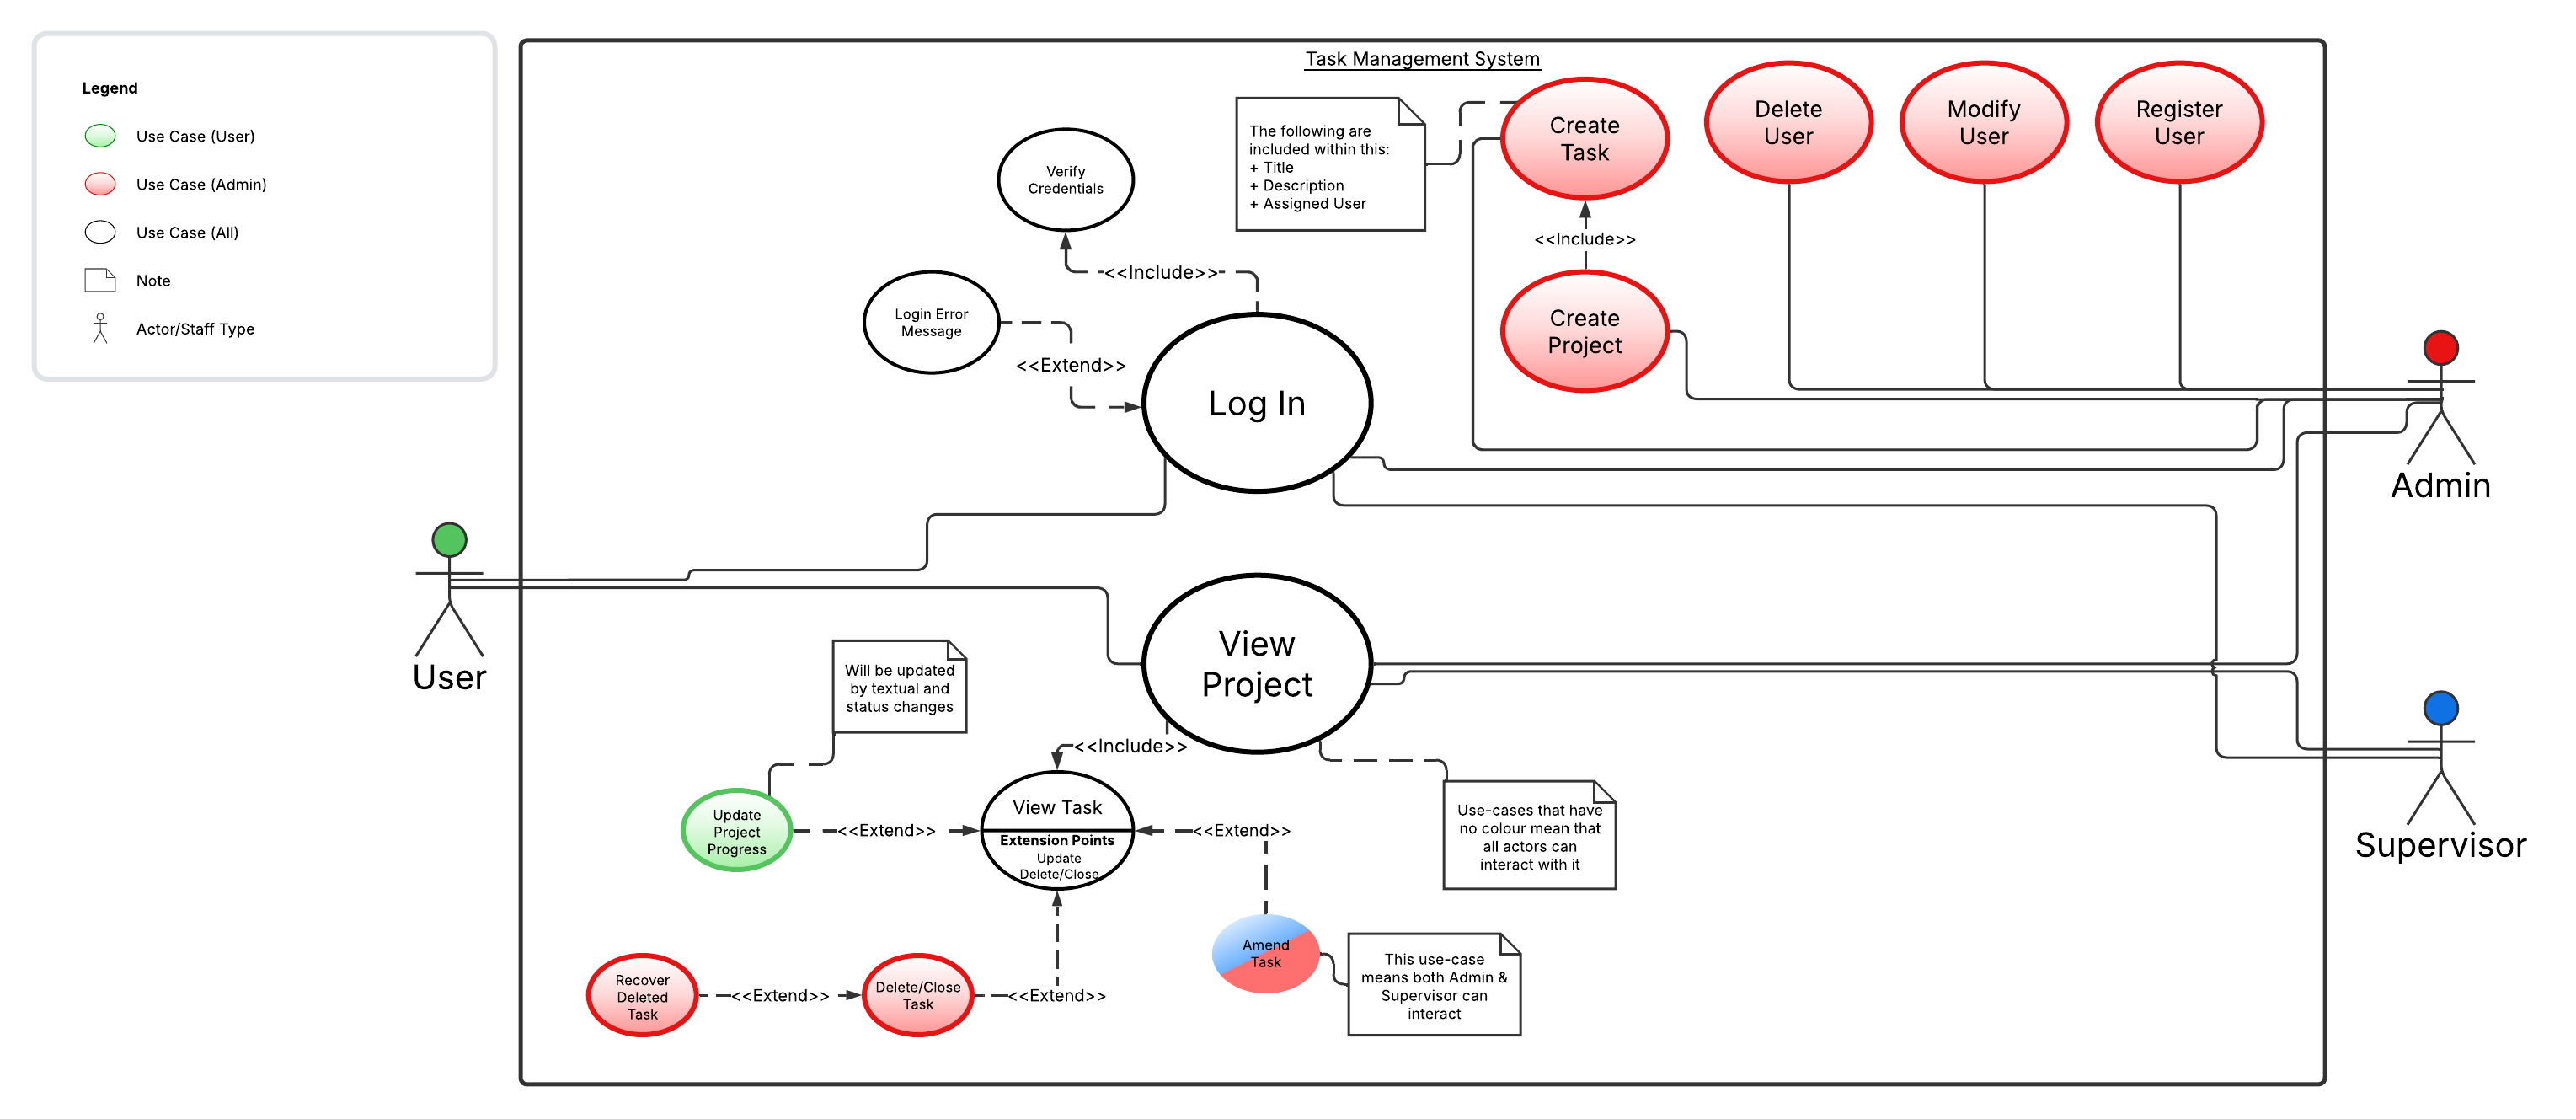 Legend
Use Case (User)
Use Case (Admin)
Use Case (All)
Note
Actor/Staff Type
Task Management System
The following are
included within this:
+ Title
+ Description
+ Assigned User
Create
Task
Delete
User
Modify
User
Register
User
Verify
Credentials
<<Include>>
<<Include>>
Login Error
Message
<<Extend>>
Create
Project
Log In
Admin
User
View
Project
Will be updated
by textual and
status changes
<<Include>>
Supervisor
Update
Project
Progress
<<Extend>>
View Task
Extension Points
Update
Delete/Close
<<Extend>>
Use-cases that have
no colour mean that
all actors can
interact with it
Amend
Task
This use-case
means both Admin &
Supervisor can
interact
Recover
Deleted
Task
<<Extend>>
Delete/Close
Task
<<Extend>>